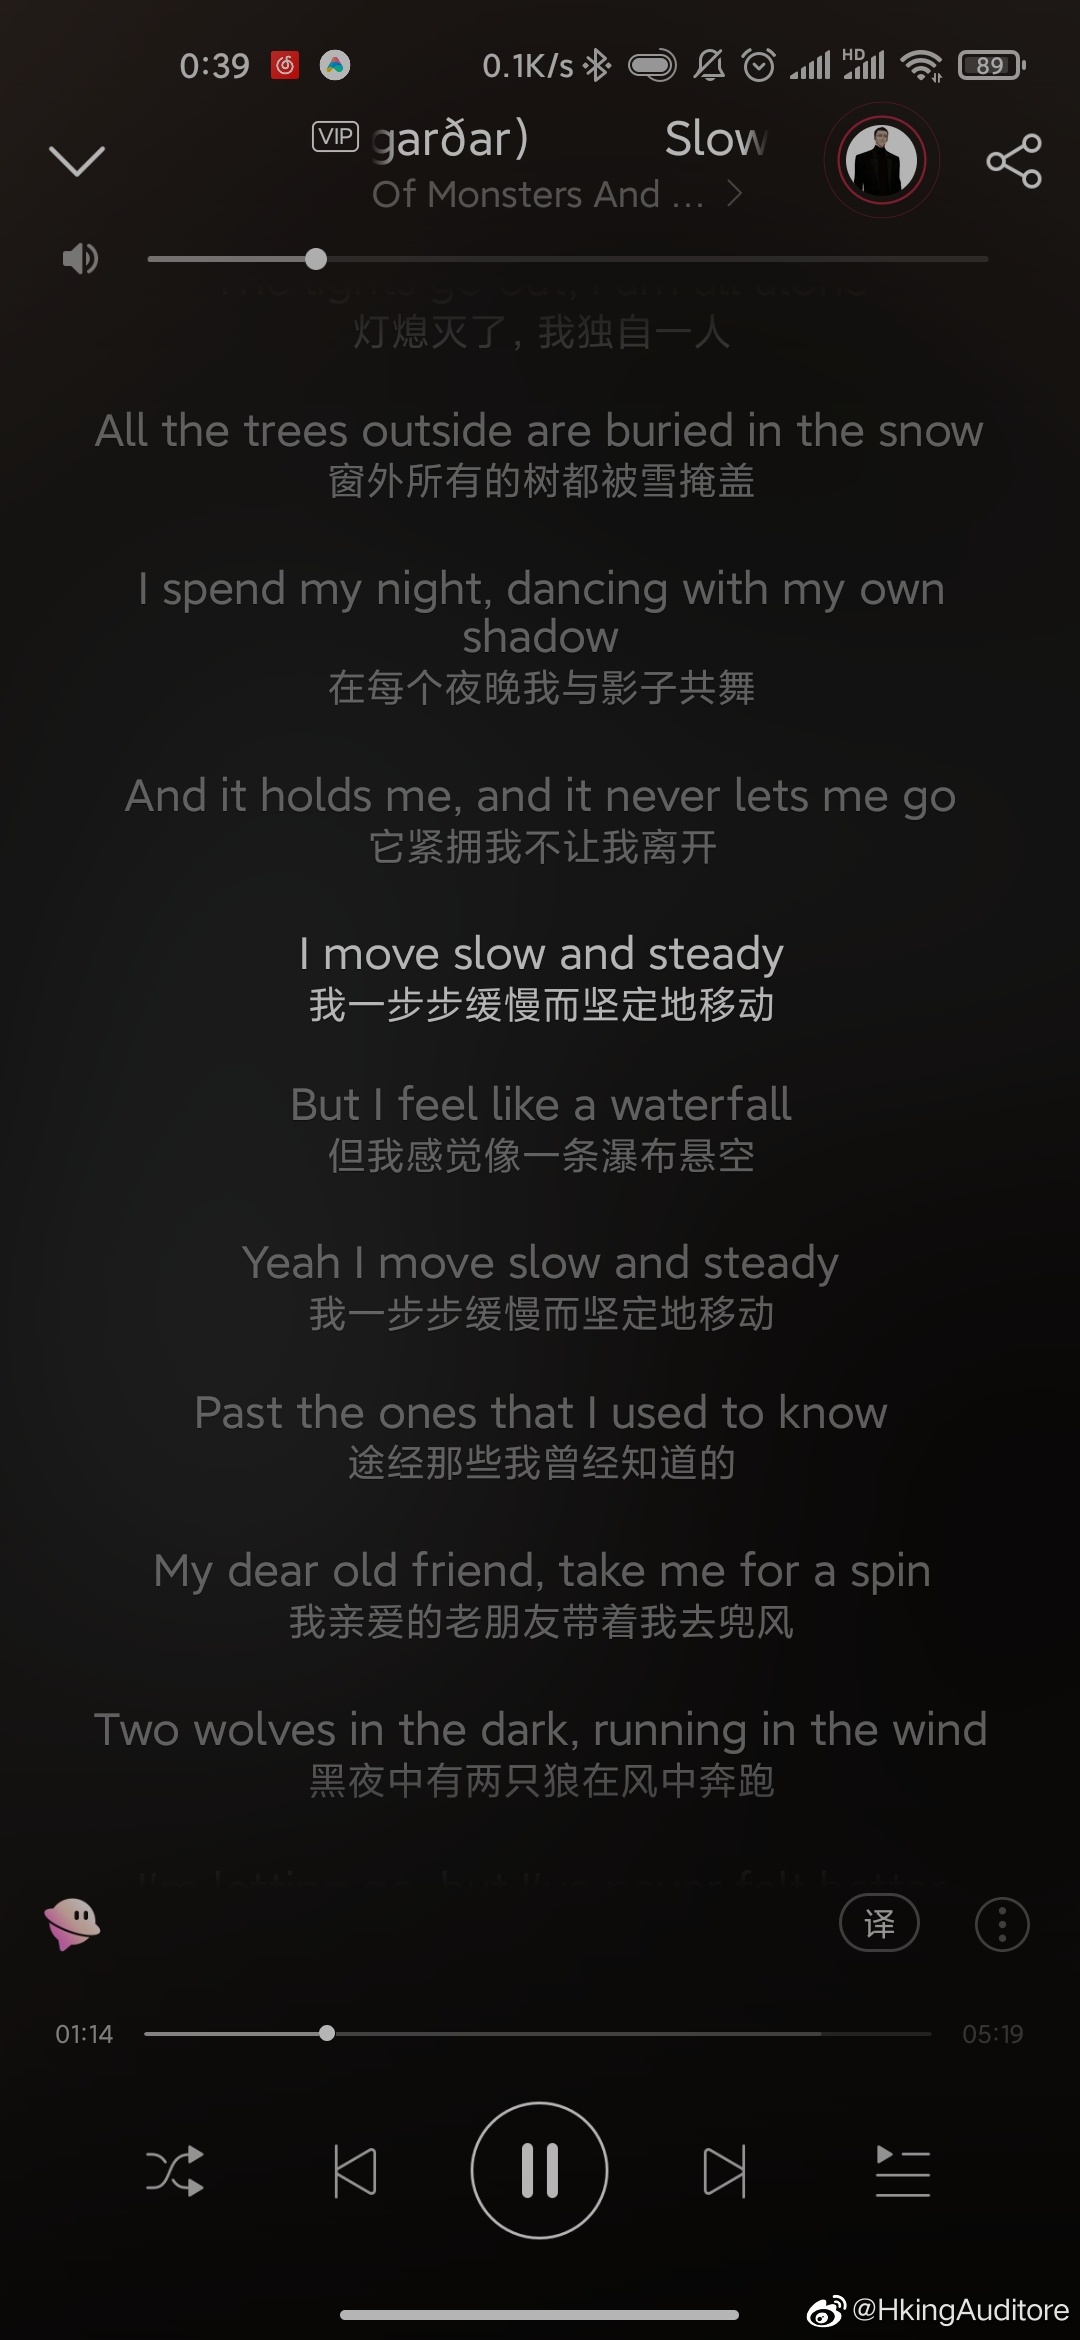 0:39
0.1K/s
HD
89
VIP
garðar)
Slow
Of Monsters And ...
灯熄灭了, 我独自一人
All the trees outside are buried in the snow
窗外所有的树都被雪掩盖
I spend my night, dancing with my own
shadow
在每个夜晚我与影子共舞
And it holds me, and it never lets me go
它紧拥我不让我离开
I move slow and steady
我一步步缓慢而坚定地移动
But I feel like a waterfall
但我感觉像一条瀑布悬空
Yeah I move slow and steady
我一步步缓慢而坚定地移动
Past the ones that I used to know
途经那些我曾经知道的
My dear old friend, take me for a spin
我亲爱的老朋友带着我去兜风
Two wolves in the dark, running in the wind
黑夜中有两只狼在风中奔跑
译
01:14
05:19
@HkingAuditore